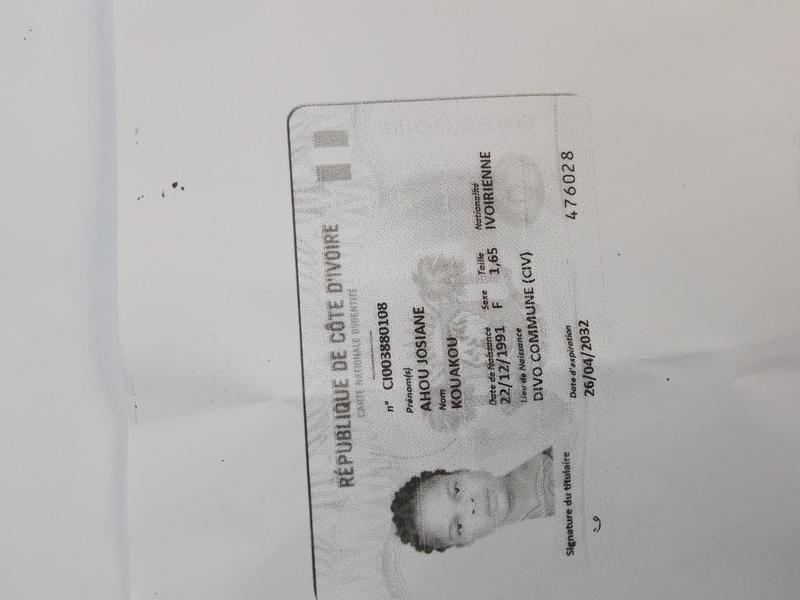 RÉPUBLIQUE DE CÔTE D'IVOIRE
CARTE NATIONALE D'IDENTITÉ
n° CI003880108
Prénom(s)
AHOU JOSIANE
Nom
KOUAKOU
Date de Naissance Sexe Taille Nationalité
22/12/1991 F 1,65 IVOIRIENNE
Lieu de Naissance
DIVO COMMUNE (CIV)
Signature du titulaire Date d'expiration 476028
26/04/2032